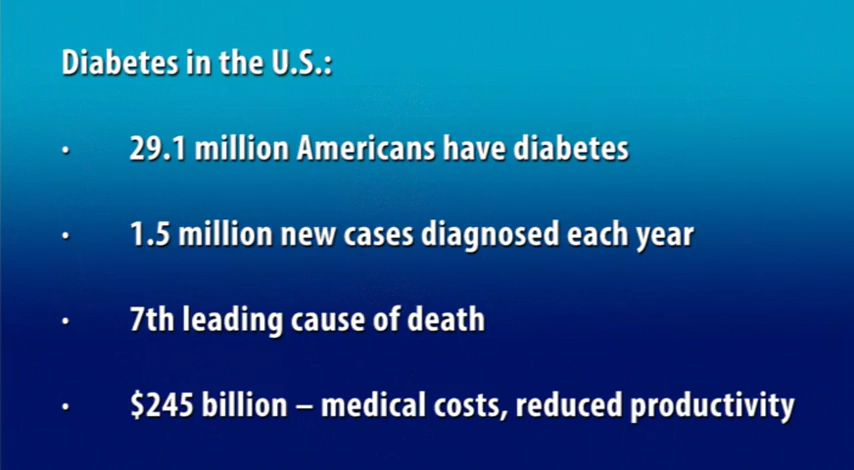 Diabetes in the U.S.:
• 29.1 million Americans have diabetes
• 1.5 million new cases diagnosed each year
• 7th leading cause of death
• $245 billion – medical costs, reduced productivity